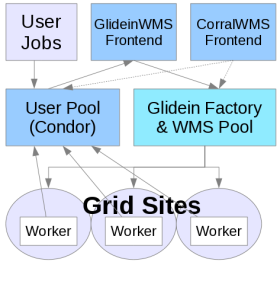 User
Jobs
GlideinWMS
Frontend
CorralWMS
Frontend
User Pool
(Condor)
Glidein Factory
& WMS Pool
Grid Sites
Worker
Worker
Worker